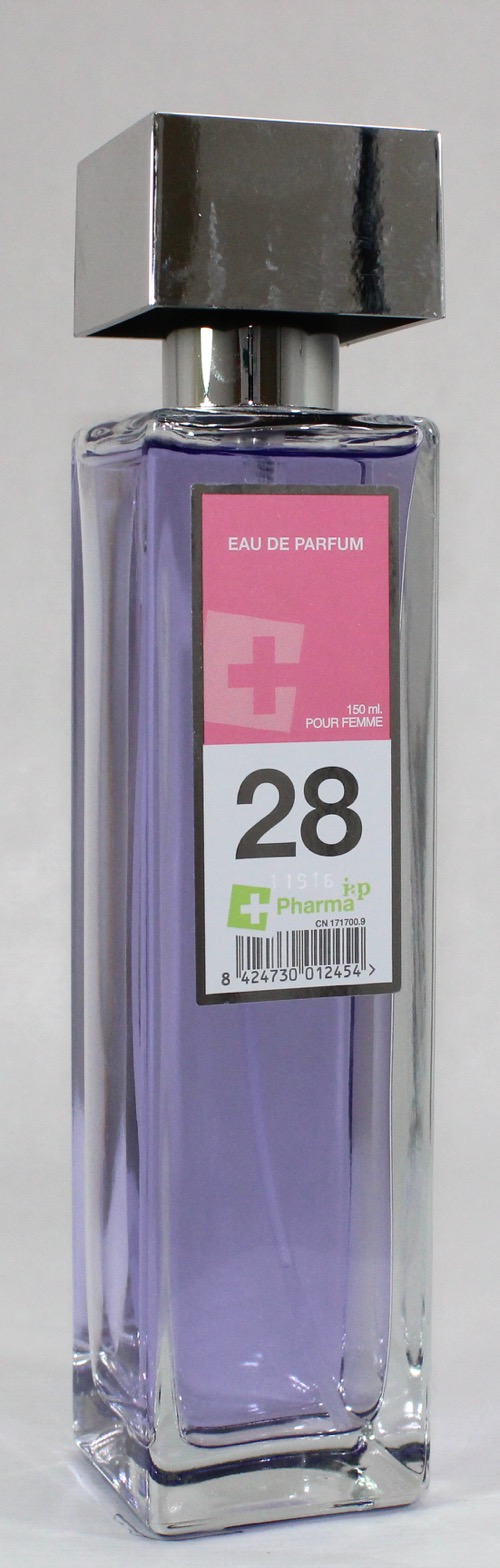 EAU DE PARFUM
150 ml.
POUR FEMME
28
11516
iap
Pharma
CN 171700.9
8 424730 012454 >